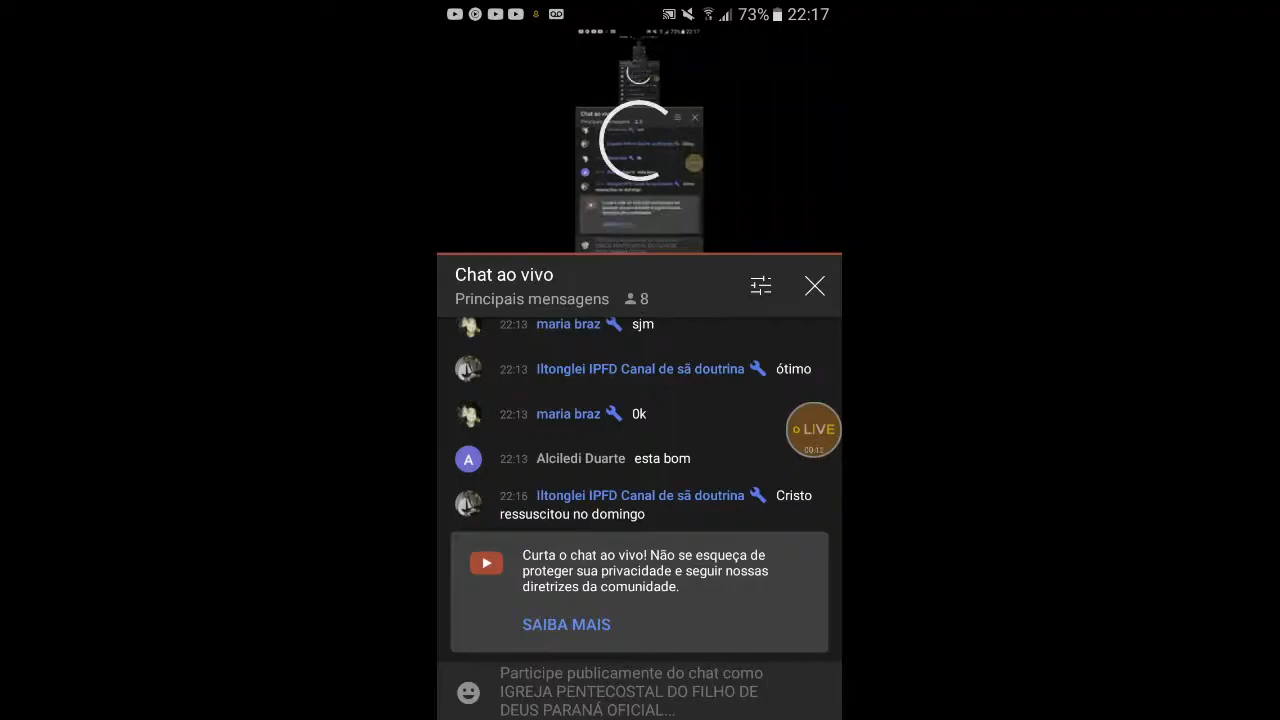 73% 22:17
Chat ao vivo
Principais mensagens 8
22:13 maria braz sjm
22:13 Iltonglei IPFD Canal de sã doutrina ótimo
22:13 maria braz 0k
LIVE
00:12
A 22:13 Alciledi Duarte esta bom
22:16 Iltonglei IPFD Canal de sã doutrina Cristo
ressuscitou no domingo
Curta o chat ao vivo! Não se esqueça de
proteger sua privacidade e seguir nossas
diretrizes da comunidade.
SAIBA MAIS
Participe publicamente do chat como
IGREJA PENTECOSTAL DO FILHO DE
DEUS PARANÁ OFICIAL...